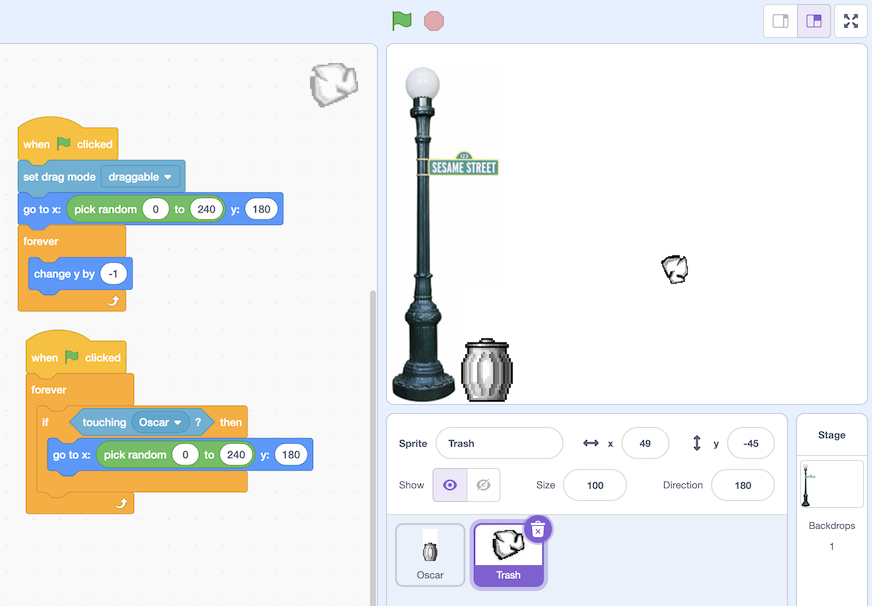 when clicked
set drag mode draggable
go to x: pick random 0 to 240 y: 180
forever
change y by -1
when clicked
forever
if touching Oscar ? then
go to x: pick random 0 to 240 y: 180
123
SESAME STREET
Sprite Trash x 49 y -45
Show Size 100 Direction 180
Oscar
Trash
Stage
Backdrops
1